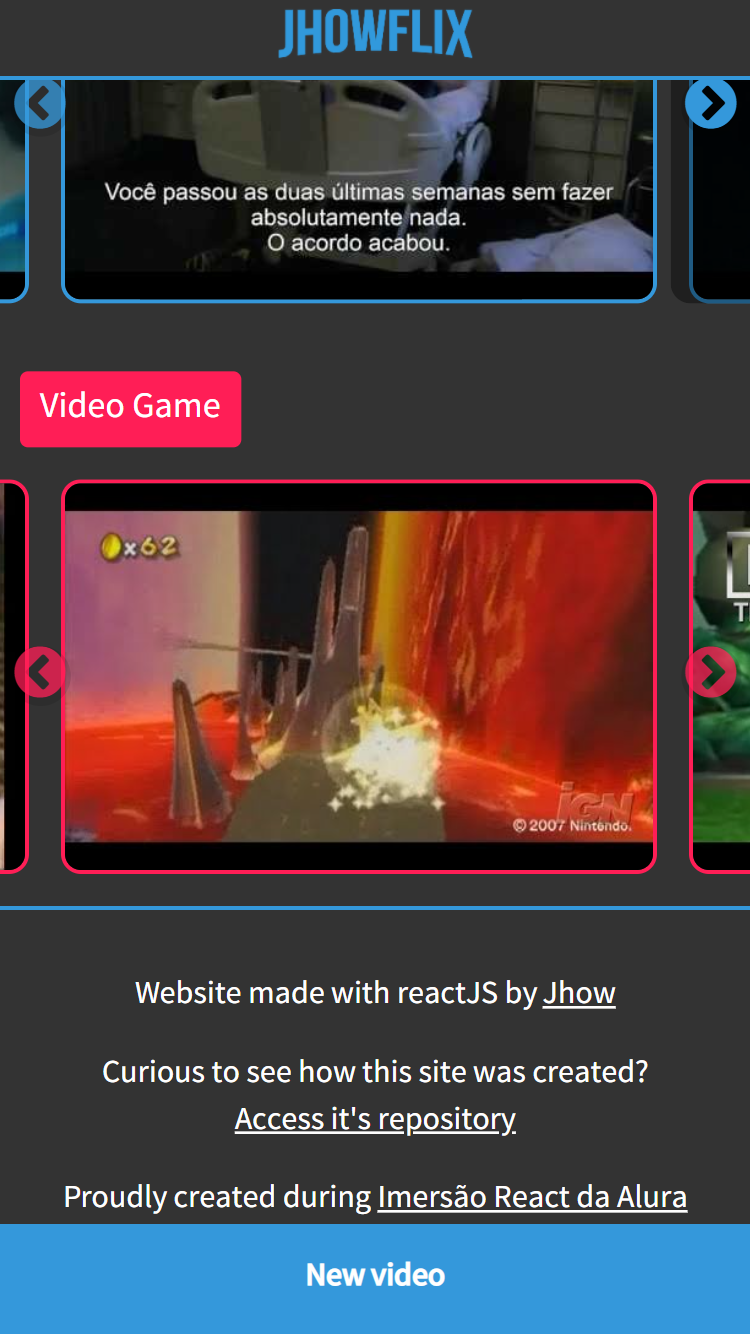 JHOWFLIX
Você passou as duas últimas semanas sem fazer
absolutamente nada.
O acordo acabou.
Video Game
x62
IGN
© 2007 Nintendo.
Website made with reactJS by Jhow
Curious to see how this site was created?
Access it's repository
Proudly created during Imersão React da Alura
New video